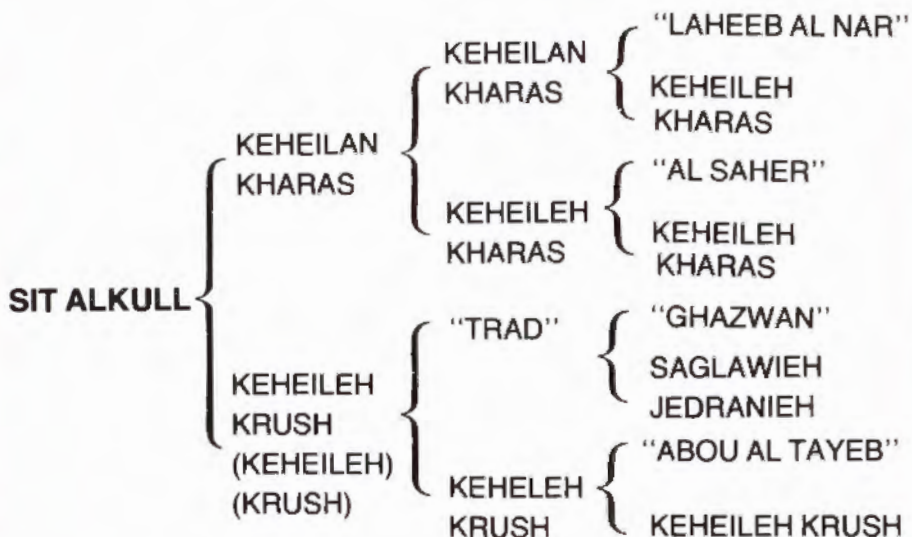 "LAHEEB AL NAR"
KEHEILAN
KHARAS
KEHEILEH
KHARAS
KEHEILAN
KHARAS
"AL SAHER"
KEHEILEH
KHARAS
KEHEILEH
KHARAS
SIT ALKULL
"TRAD"
"GHAZWAN"
SAGLAWIEH
JEDRANIEH
KEHEILEH
KRUSH
(KEHEILEH)
(KRUSH)
"ABOU AL TAYEB"
KEHELEH
KRUSH
KEHEILEH KRUSH